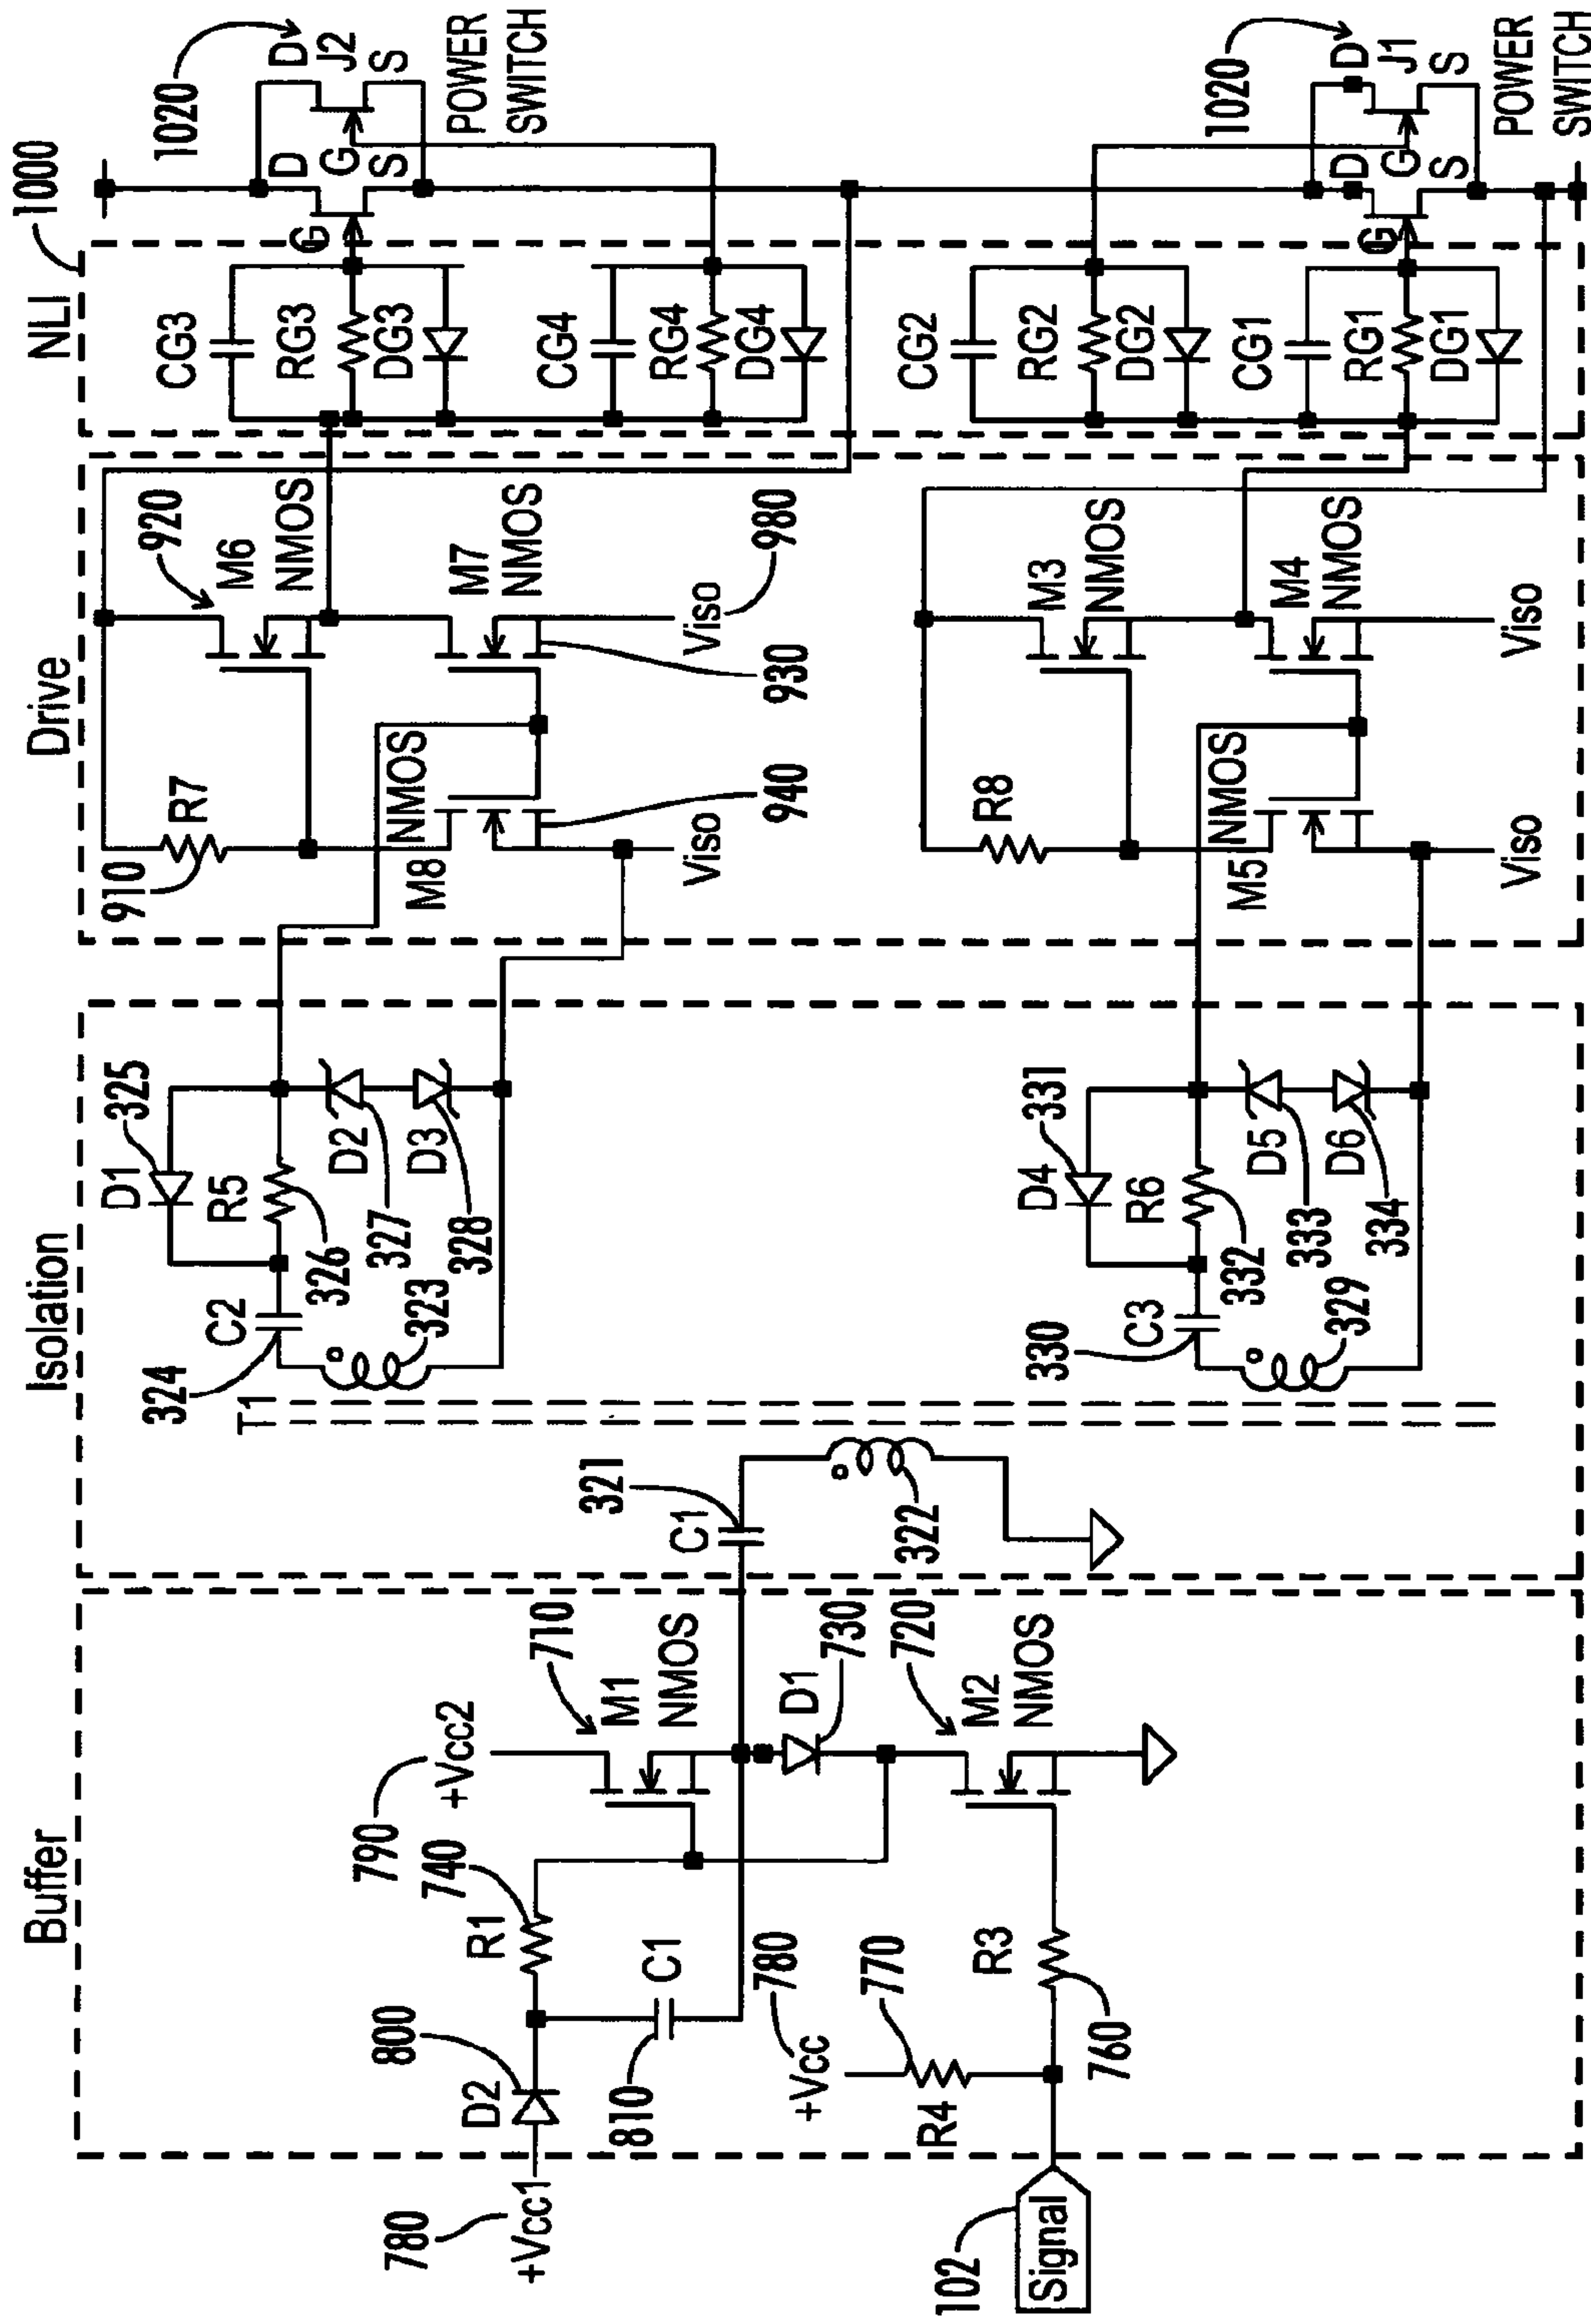 Buffer
Isolation
Drive
NLI
1000
102
Signal
780
+Vcc1
D2
800
R1
740
790
+Vcc2
C1
810
780
+Vcc
R4
770
R3
760
710
M1
NMOS
D1
730
720
M2
NMOS
321
C1
322
T1
324
C2
323
D1
325
R5
326
D2
327
D3
328
330
C3
329
D4
331
R6
332
D5
333
D6
334
910
R7
920
M6
NMOS
M7
NMOS
M8
NMOS
930
940
Viso
980
Viso
R8
M3
NMOS
M4
NMOS
M5
NMOS
Viso
Viso
CG3
RG3
DG3
CG4
RG4
DG4
CG2
RG2
DG2
CG1
RG1
DG1
1020
D
G
S
D
J2
G
S
POWER
SWITCH
1020
D
G
S
D
J1
G
S
POWER
SWITCH